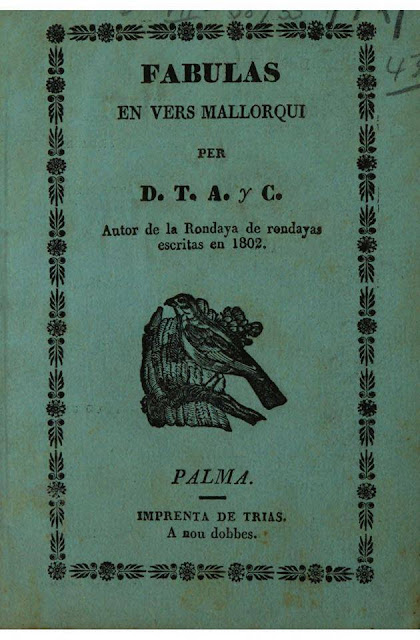 43
FABULAS
EN VERS MALLORQUI
PER
D. T. A. y C.
Autor de la Rondaya de rondayas
escritas en 1802.
PALMA.
IMPRENTA DE TRIAS.
A nou dobbes.